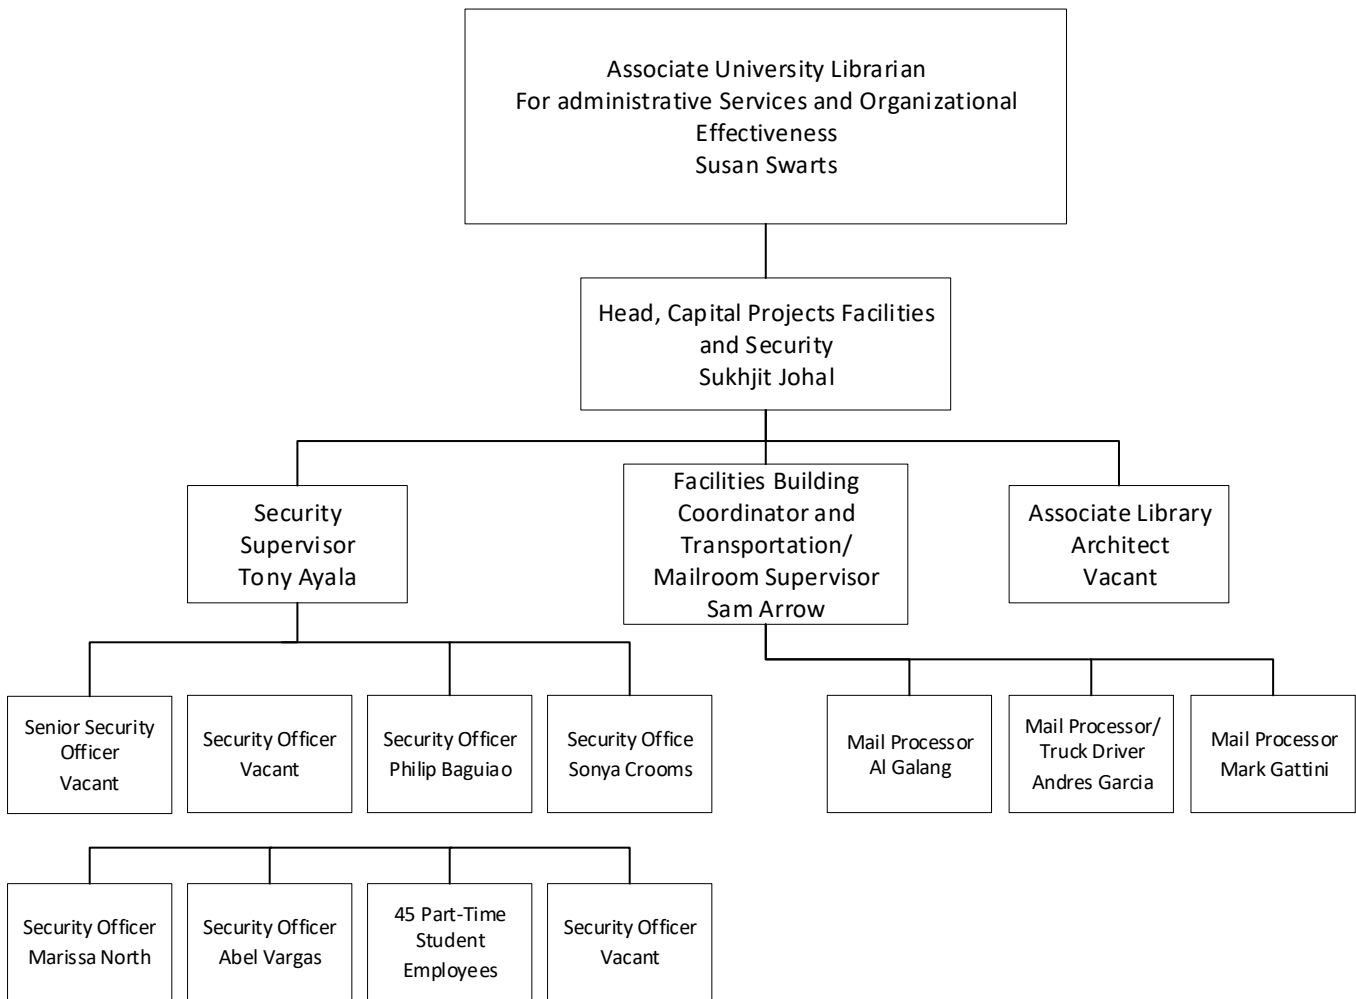 Associate University Librarian
For administrative Services and Organizational
Effectiveness
Susan Swarts
Head, Capital Projects Facilities
and Security
Sukhjit Johal
Security
Supervisor
Tony Ayala
Facilities Building
Coordinator and
Transportation/
Mailroom Supervisor
Sam Arrow
Associate Library
Architect
Vacant
Senior Security
Officer
Vacant
Security Officer
Vacant
Security Officer
Philip Baguiao
Security Office
Sonya Crooms
Mail Processor
Al Galang
Mail Processor/
Truck Driver
Andres Garcia
Mail Processor
Mark Gattini
Security Officer
Marissa North
Security Officer
Abel Vargas
45 Part-Time
Student
Employees
Security Officer
Vacant